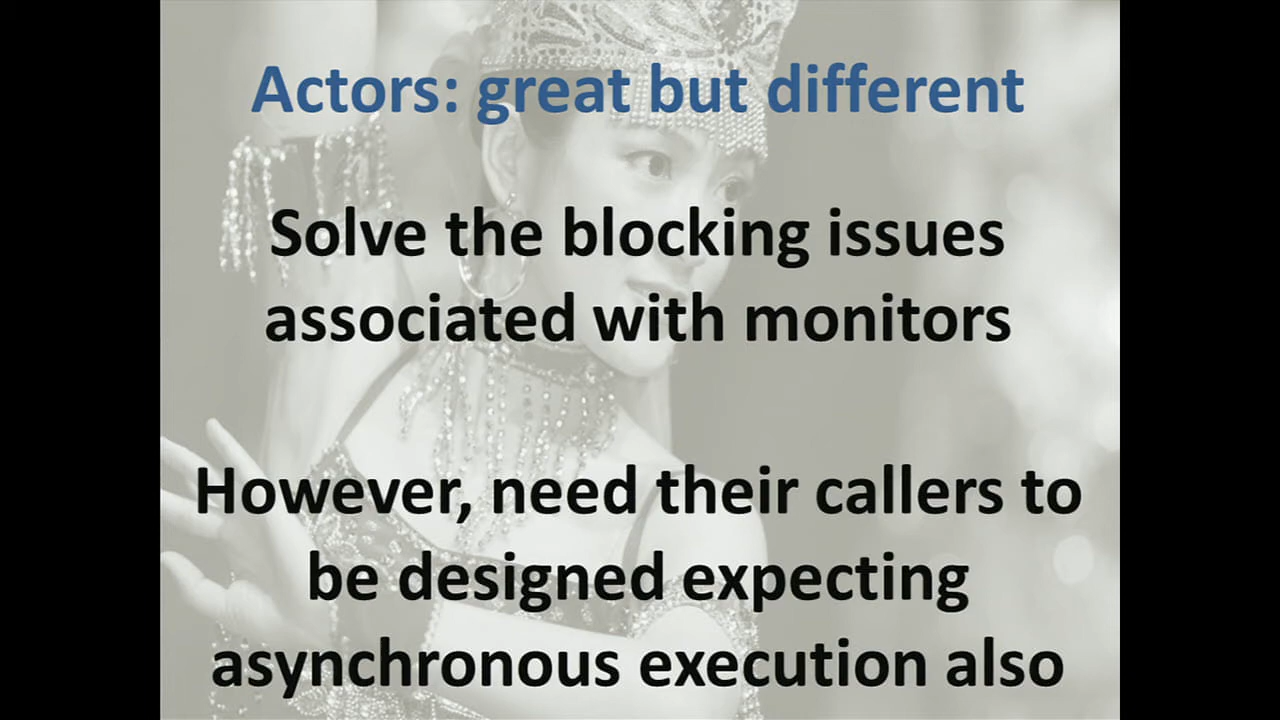 Actors: great but different
Solve the blocking issues
associated with monitors
However, need their callers to
be designed expecting
asynchronous execution also